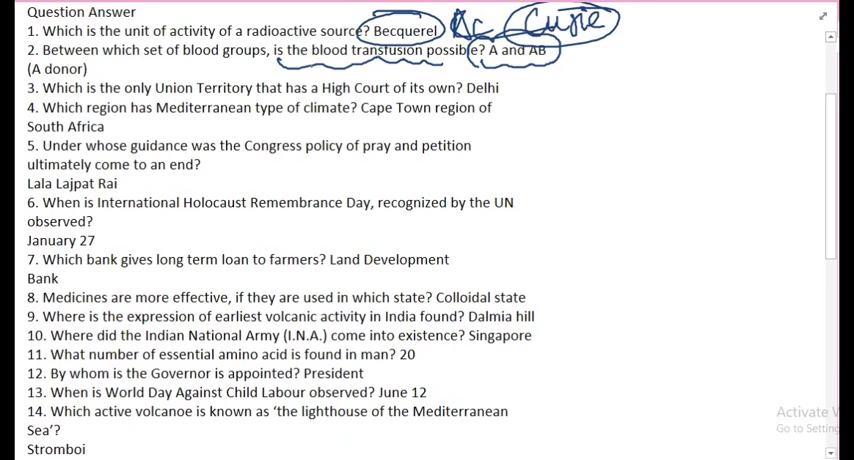 Question Answer
1. Which is the unit of activity of a radioactive source? Becquerel
Curie
2. Between which set of blood groups, is the blood transfusion possible? A and AB
(A donor)
3. Which is the only Union Territory that has a High Court of its own? Delhi
4. Which region has Mediterranean type of climate? Cape Town region of
South Africa
5. Under whose guidance was the Congress policy of pray and petition
ultimately come to an end?
Lala Lajpat Rai
6. When is International Holocaust Remembrance Day, recognized by the UN
observed?
January 27
7. Which bank gives long term loan to farmers? Land Development
Bank
8. Medicines are more effective, if they are used in which state? Colloidal state
9. Where is the expression of earliest volcanic activity in India found? Dalmia hill
10. Where did the Indian National Army (I.N.A.) come into existence? Singapore
11. What number of essential amino acid is found in man? 20
12. By whom is the Governor is appointed? President
13. When is World Day Against Child Labour observed? June 12
14. Which active volcanoe is known as ‘the lighthouse of the Mediterranean
Sea’?
Stromboi
Activate
Go to Setting